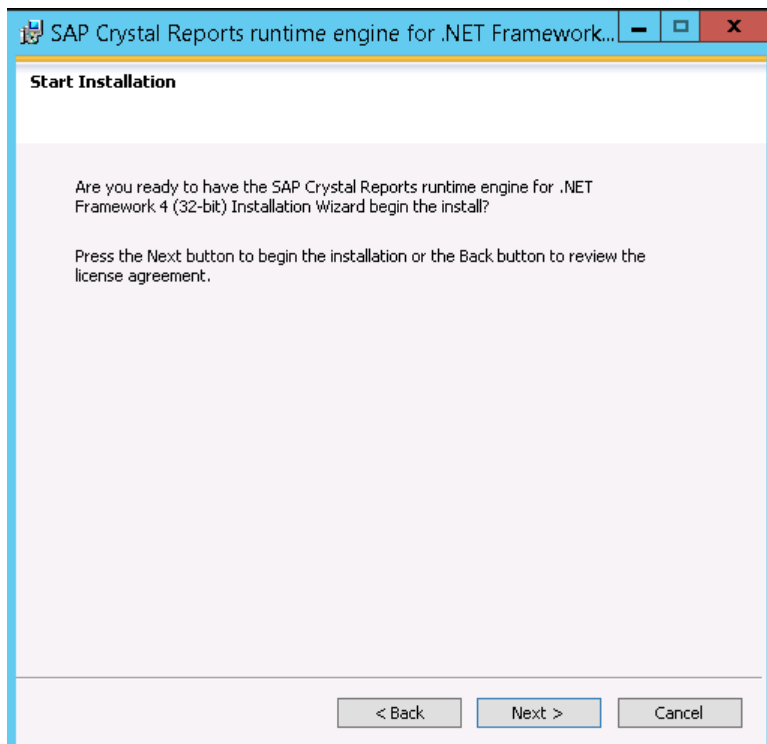 SAP Crystal Reports runtime engine for .NET Framework...
Start Installation
Are you ready to have the SAP Crystal Reports runtime engine for .NET
Framework 4 (32-bit) Installation Wizard begin the install?
Press the Next button to begin the installation or the Back button to review the
license agreement.
< Back Next > Cancel